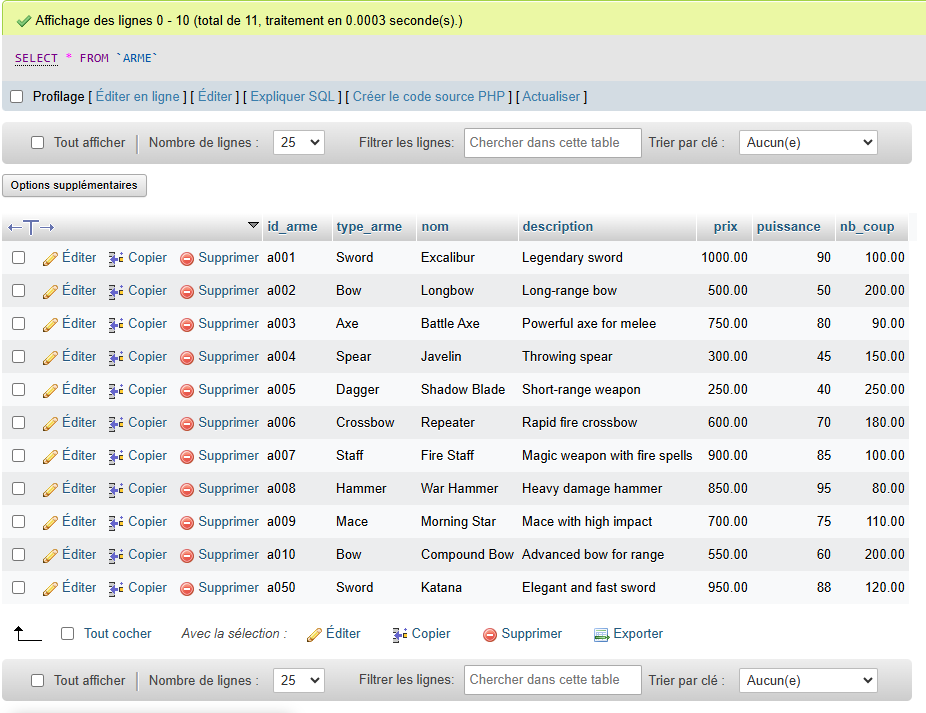 Affichage des lignes 0 - 10 (total de 11, traitement en 0.0003 seconde(s).)
SELECT * FROM `ARME`
Profilage [ Éditer en ligne ] [ Éditer ] [ Expliquer SQL ] [ Créer le code source PHP ] [ Actualiser ]
Tout afficher Nombre de lignes : 25 Filtrer les lignes: Chercher dans cette table Trier par clé : Aucun(e)
Options supplémentaires
id_arme type_arme nom description prix puissance nb_coup
Éditer Copier Supprimer a001 Sword Excalibur Legendary sword 1000.00 90 100.00
Éditer Copier Supprimer a002 Bow Longbow Long-range bow 500.00 50 200.00
Éditer Copier Supprimer a003 Axe Battle Axe Powerful axe for melee 750.00 80 90.00
Éditer Copier Supprimer a004 Spear Javelin Throwing spear 300.00 45 150.00
Éditer Copier Supprimer a005 Dagger Shadow Blade Short-range weapon 250.00 40 250.00
Éditer Copier Supprimer a006 Crossbow Repeater Rapid fire crossbow 600.00 70 180.00
Éditer Copier Supprimer a007 Staff Fire Staff Magic weapon with fire spells 900.00 85 100.00
Éditer Copier Supprimer a008 Hammer War Hammer Heavy damage hammer 850.00 95 80.00
Éditer Copier Supprimer a009 Mace Morning Star Mace with high impact 700.00 75 110.00
Éditer Copier Supprimer a010 Bow Compound Bow Advanced bow for range 550.00 60 200.00
Éditer Copier Supprimer a050 Sword Katana Elegant and fast sword 950.00 88 120.00
Tout cocher Avec la sélection : Éditer Copier Supprimer Exporter
Tout afficher Nombre de lignes : 25 Filtrer les lignes: Chercher dans cette table Trier par clé : Aucun(e)